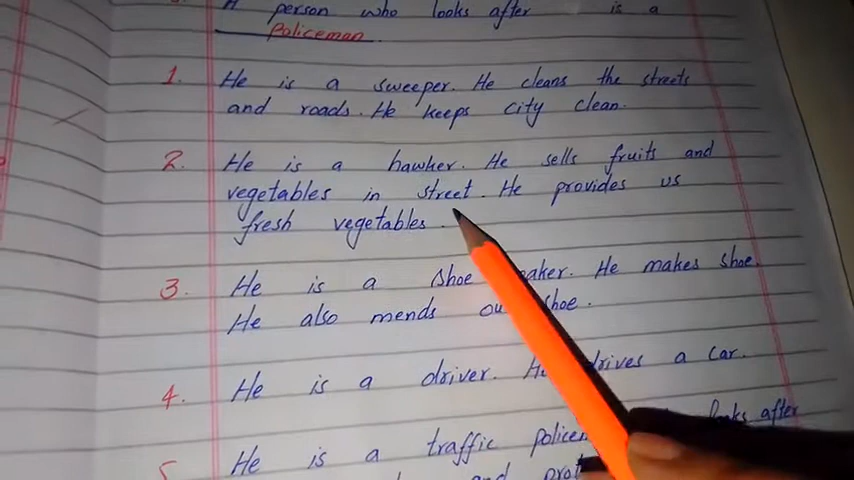 person who looks after is a
Policeman.
1. He is a sweeper. He cleans the streets
and roads. He keeps city clean.
2. He is a hawker. He sells fruits and
vegetables in street. He provides us
fresh vegetables.
3. He is a shoe maker. He makes shoe.
He also mends our shoe.
4. He is a driver. He drives a car.
5. He is a traffic looks after
and